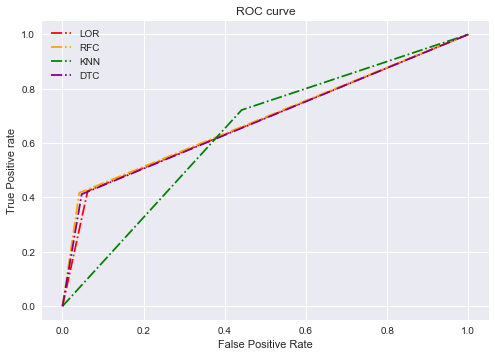 ROC curve
LOR
RFC
KNN
DTC
True Positive rate
1.0
0.8
0.6
0.4
0.2
0.0
0.0 0.2 0.4 0.6 0.8 1.0
False Positive Rate